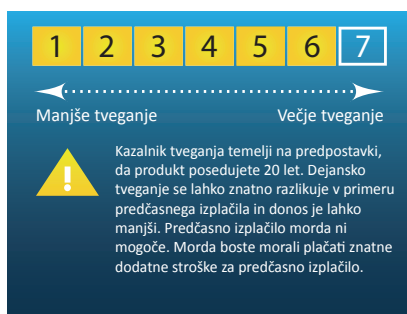 1 2 3 4 5 6 7
Manjše tveganje Večje tveganje
Kazalnik tveganja temelji na predpostavki,
da produkt posedujete 20 let. Dejansko
tveganje se lahko znatno razlikuje v primeru
predčasnega izplačila in donos je lahko
manjši. Predčasno izplačilo morda ni
mogoče. Morda boste morali plačati znatne
dodatne stroške za predčasno izplačilo.